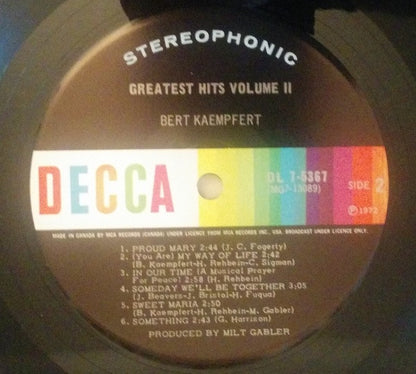 STEREOPHONIC
GREATEST HITS VOLUME II
BERT KAEMPFERT
DECCA
DL 7-5367
(MG7-13089)
SIDE 2
℗1972
MADE IN CANADA BY MCA RECORDS (CANADA) UNDER LICENCE FROM MCA RECORDS INC., USA. BROADCAST UNDER LICENCE ONLY.
1. PROUD MARY 2:44 (J. C. Fogerty)
2. (You Are) MY WAY OF LIFE 2:42
(B. Kaempfert-H. Rehbein-C. Sigman)
3. IN OUR TIME (A Musical Prayer
For Peace) 2:58 (H. Rehbein)
4. SOMEDAY WE'LL BE TOGETHER 3:05
(J. Beavers-J. Bristol-H. Fuqua)
5. SWEET MARIA 2:50
(B. Kaempfert-H. Rehbein-M. Gabler)
6. SOMETHING 2:43 (G. Harrison)
PRODUCED BY MILT GABLER